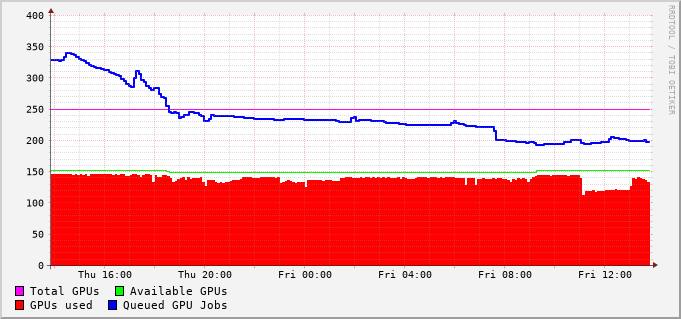 400
350
300
250
200
150
100
50
0
Thu 16:00 Thu 20:00 Fri 00:00 Fri 04:00 Fri 08:00 Fri 12:00
Total GPUs Available GPUs
GPUs used Queued GPU Jobs
RRDTOOL / TOBI OETIKER